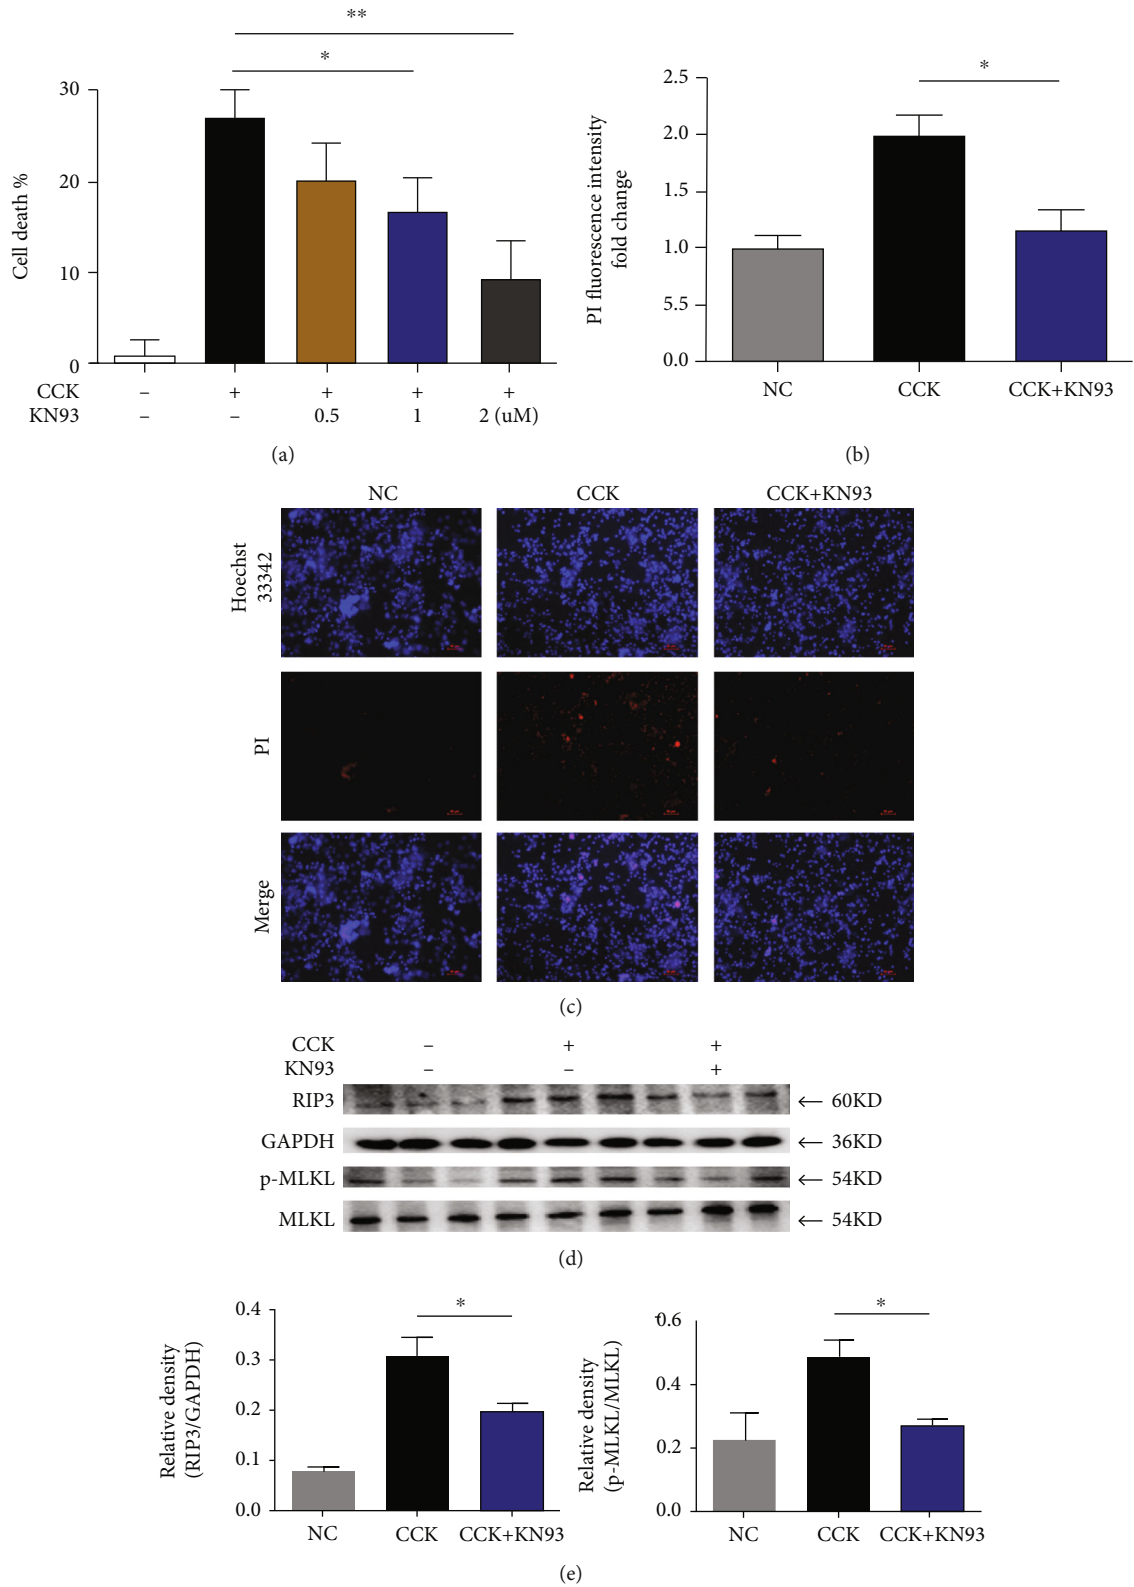 **
*
30
20
10
0
Cell death %
CCK – + + + +
KN93 – – 0.5 1 2 (uM)
(a)
*
2.5
2.0
1.5
1.0
5.5
0.0
PI fluorescence intensity
fold change
NC CCK CCK+KN93
(b)
NC CCK CCK+KN93
Hoechst
33342
PI
Merge
(c)
CCK – + +
KN93 – – +
RIP3 ← 60KD
GAPDH ← 36KD
p-MLKL ← 54KD
MLKL ← 54KD
(d)
*
0.4
0.3
0.2
0.1
0.0
Relative density
(RIP3/GAPDH)
NC CCK CCK+KN93
*
0.6
0.4
0.2
0.0
Relative density
(p-MLKL/MLKL)
NC CCK CCK+KN93
(e)